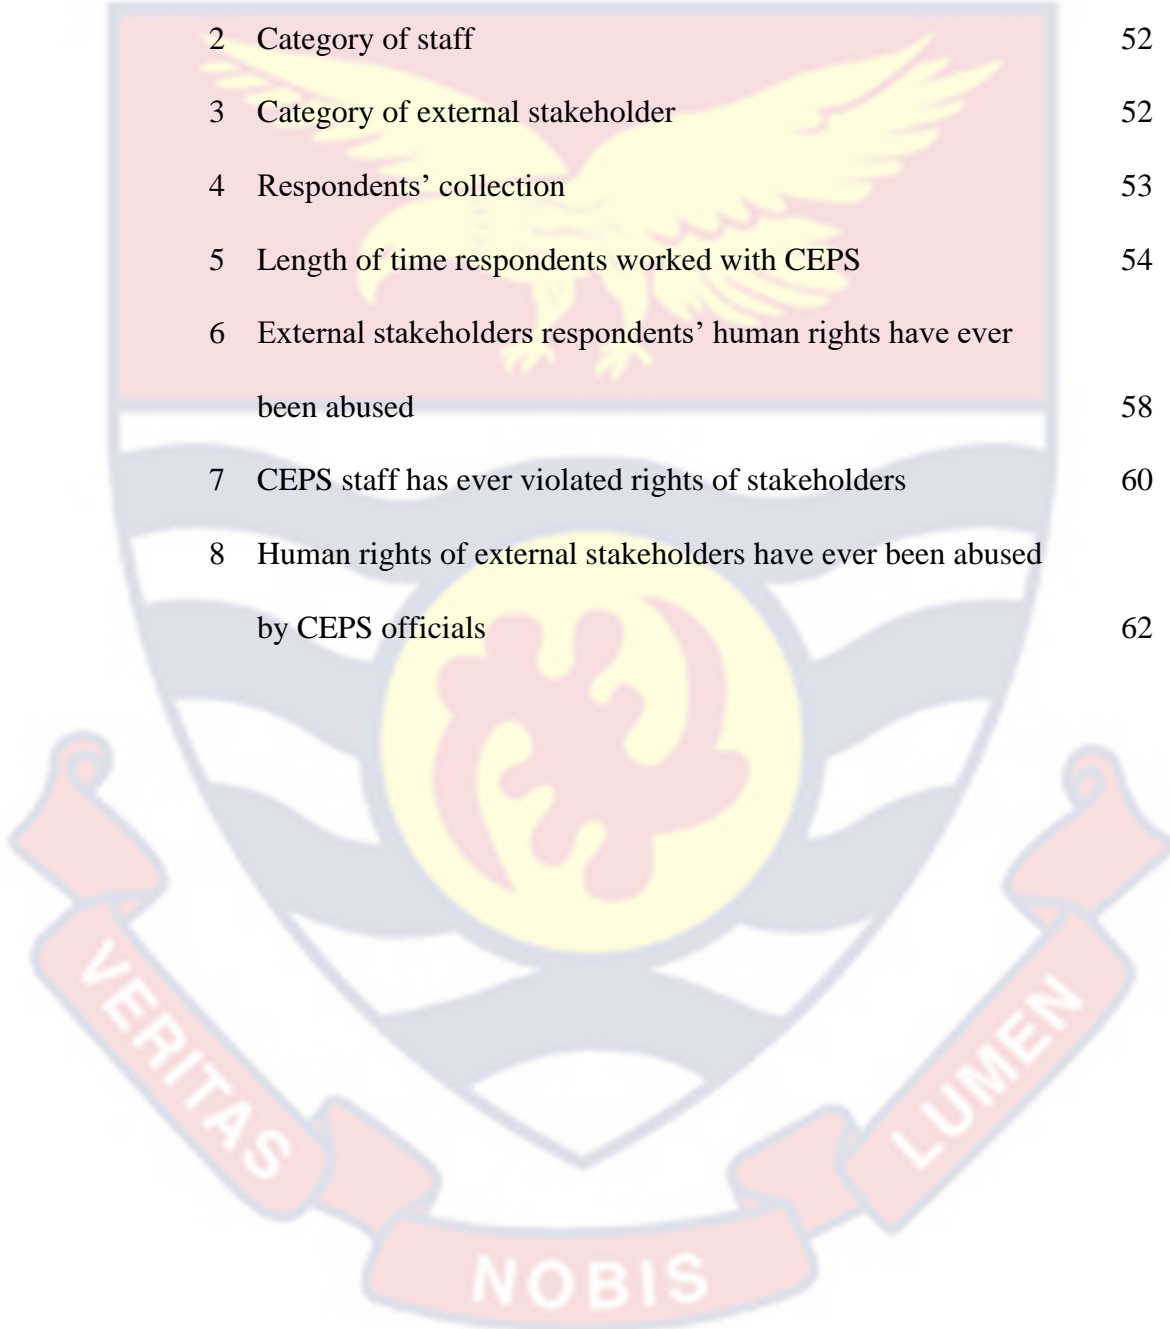 2 Category of staff 52
3 Category of external stakeholder 52
4 Respondents’ collection 53
5 Length of time respondents worked with CEPS 54
6 External stakeholders respondents’ human rights have ever
been abused 58
7 CEPS staff has ever violated rights of stakeholders 60
8 Human rights of external stakeholders have ever been abused
by CEPS officials 62
VERITAS
NOBIS
LUMEN